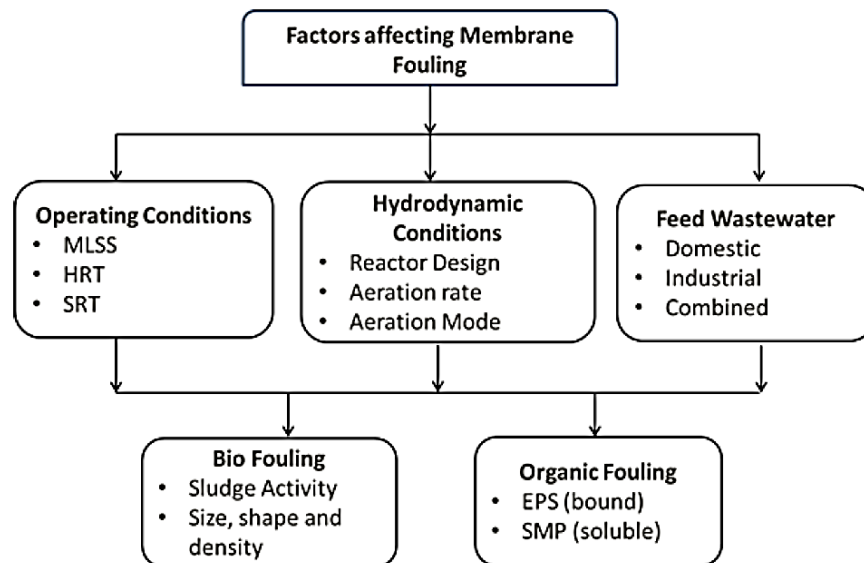 Factors affecting Membrane
Fouling
Operating Conditions
• MLSS
• HRT
• SRT
Hydrodynamic
Conditions
• Reactor Design
• Aeration rate
• Aeration Mode
Feed Wastewater
• Domestic
• Industrial
• Combined
Bio Fouling
• Sludge Activity
• Size, shape and
density
Organic Fouling
• EPS (bound)
• SMP (soluble)